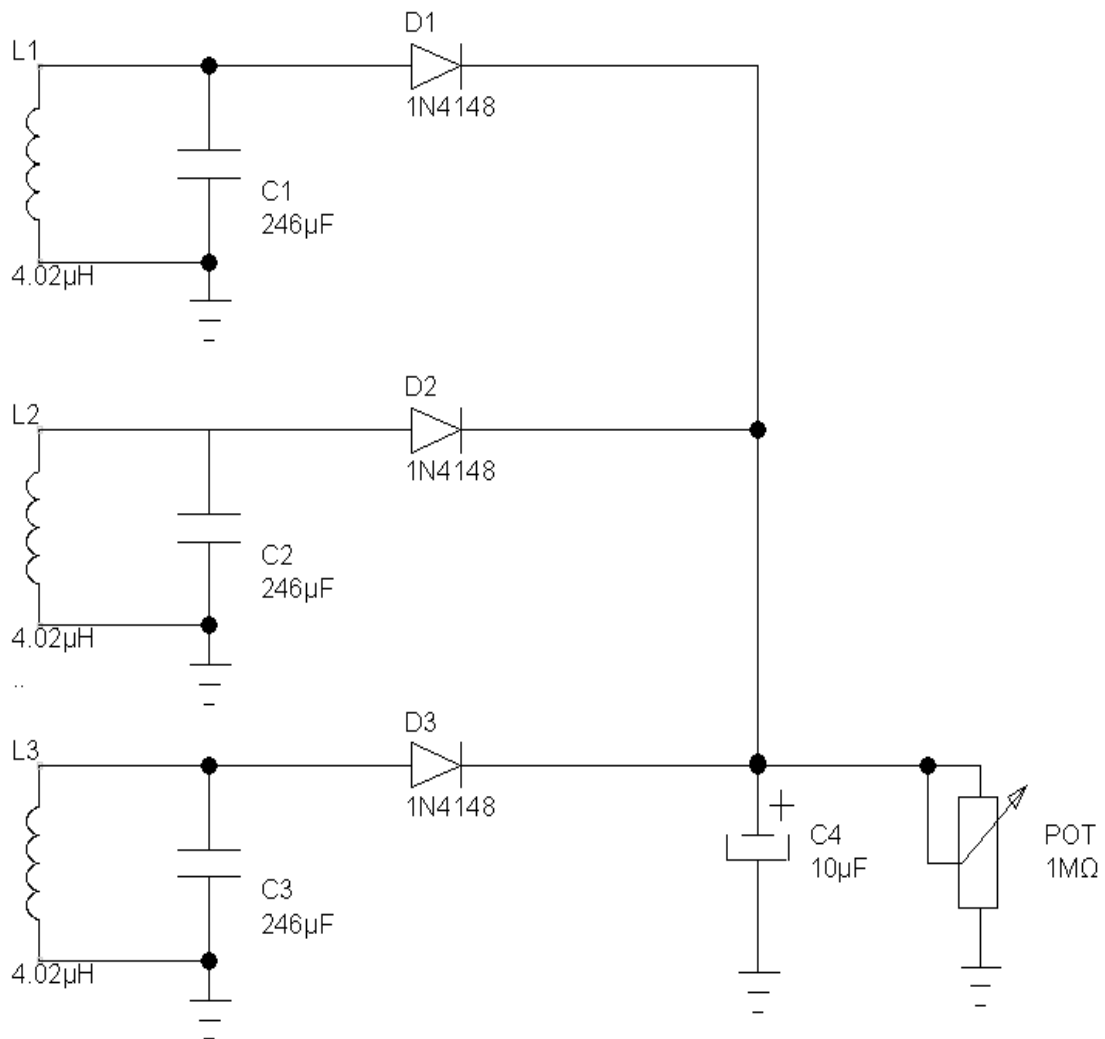 L1
D1
1N4148
C1
246µF
4.02µH
L2
D2
1N4148
C2
246µF
4.02µH
..
L3
D3
1N4148
C3
246µF
4.02µH
+
C4
10µF
POT
1MΩ